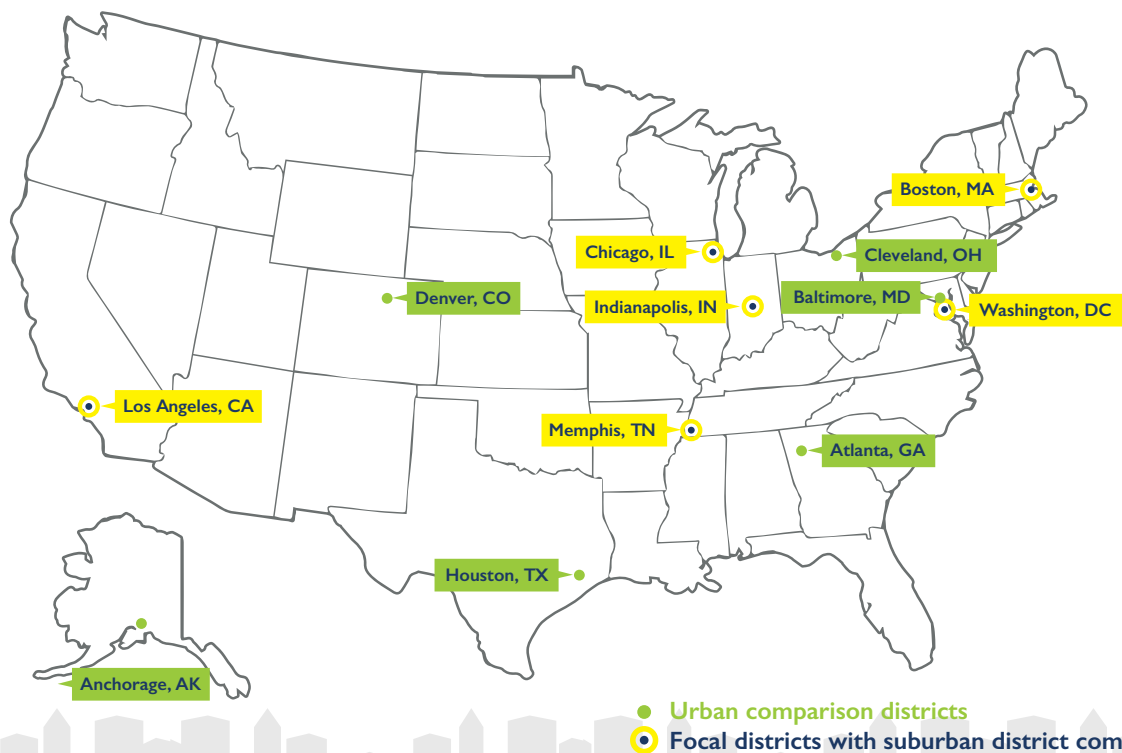 Boston, MA
Chicago, IL
Cleveland, OH
Denver, CO
Indianapolis, IN
Baltimore, MD
Washington, DC
Los Angeles, CA
Memphis, TN
Atlanta, GA
Houston, TX
Anchorage, AK
Urban comparison districts
Focal districts with suburban district com